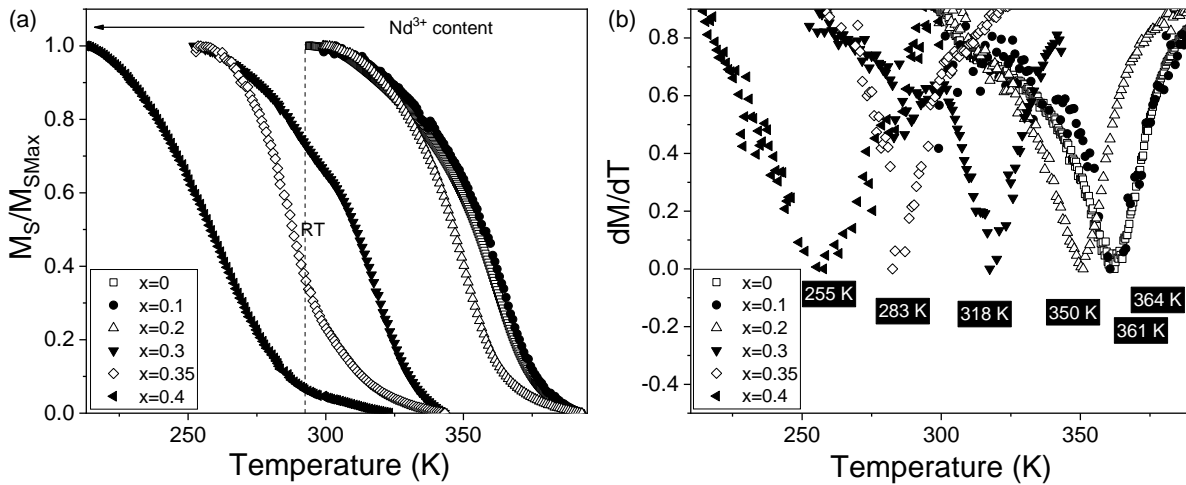 (a)
Nd³⁺ content
1.0
0.8
0.6
0.4
0.2
0.0
M_S/M_SMax
RT
x=0
x=0.1
x=0.2
x=0.3
x=0.35
x=0.4
250 300 350
Temperature (K)
(b)
0.8
0.6
0.4
0.2
0.0
-0.2
-0.4
dM/dT
255 K
283 K
318 K
350 K
364 K
361 K
x=0
x=0.1
x=0.2
x=0.3
x=0.35
x=0.4
250 300 350
Temperature (K)